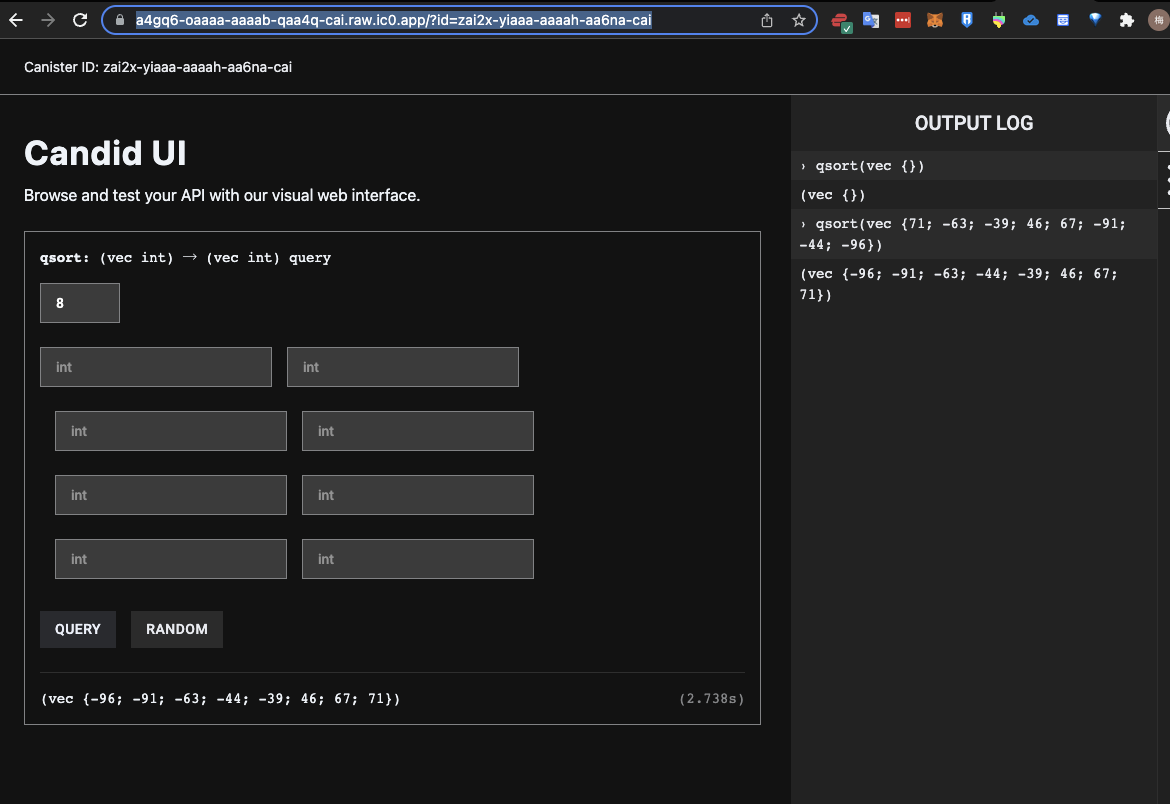 a4gq6-oaaaa-aaaab-qaa4q-cai.raw.ic0.app/?id=zai2x-yiaaa-aaaah-aa6na-cai
梅
Canister ID: zai2x-yiaaa-aaaah-aa6na-cai
Candid UI
Browse and test your API with our visual web interface.
qsort: (vec int) → (vec int) query
8
int int
int int
int int
int int
QUERY RANDOM
(vec {-96; -91; -63; -44; -39; 46; 67; 71}) (2.738s)
OUTPUT LOG
› qsort(vec {})
(vec {})
› qsort(vec {71; -63; -39; 46; 67; -91;
-44; -96})
(vec {-96; -91; -63; -44; -39; 46; 67;
71})